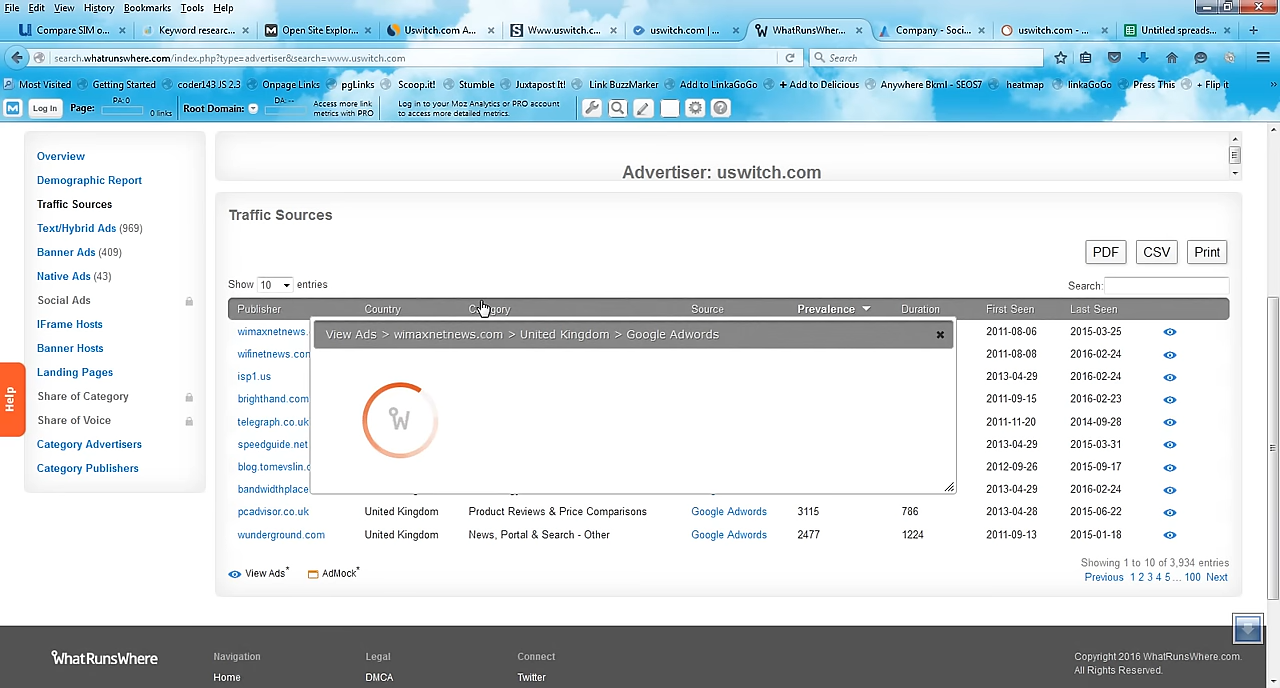 File Edit View History Bookmarks Tools Help
Compare SIM o... Keyword researc... Open Site Explor... Uswitch.com A... Www.uswitch.c... uswitch.com | ... WhatRunsWher... Company - Soci... uswitch.com - ... Untitled spreads...
search.whatrunswhere.com/index.php?type=advertiser&search=www.uswitch.com Search
Most Visited Getting Started coder143 JS 2.3 Onpage Links pgLinks Scoop.it! Stumble Juxtapost It! Link BuzzMarker Add to LinkaGoGo + Add to Delicious Anywhere Bkml - SEOS7 heatmap linkaGoGo Press This + Flip it
Log In Page: DA: 0 0 links Root Domain: DA: -- Access more link metrics with PRO Log in to your Moz Analytics or PRO account to access more detailed metrics.
Overview
Demographic Report
Traffic Sources
Text/Hybrid Ads (969)
Banner Ads (409)
Native Ads (43)
Social Ads
IFrame Hosts
Banner Hosts
Landing Pages
Share of Category
Share of Voice
Category Advertisers
Category Publishers
Help
Advertiser: uswitch.com
Traffic Sources
PDF CSV Print
Show 10 entries Search:
Publisher Country Category Source Prevalence Duration First Seen Last Seen
View Ads > wimaxnetnews.com > United Kingdom > Google Adwords
W
wimaxnetnews. 2011-08-06 2015-03-25
wifinetnews.com 2011-08-08 2016-02-24
isp1.us 2013-04-29 2016-02-24
brighthand.com 2011-09-15 2016-02-23
telegraph.co.uk 2011-11-20 2014-09-28
speedguide.net 2013-04-29 2015-03-31
blog.tomevslin.c 2012-09-26 2015-09-17
bandwidthplace 2013-04-29 2016-02-24
pcadvisor.co.uk United Kingdom Product Reviews & Price Comparisons Google Adwords 3115 786 2013-04-28 2015-06-22
wunderground.com United Kingdom News, Portal & Search - Other Google Adwords 2477 1224 2011-09-13 2015-01-18
Showing 1 to 10 of 3,934 entries
View Ads* AdMock* Previous 1 2 3 4 5 ... 100 Next
WhatRunsWhere
Navigation
Home
Legal
DMCA
Connect
Twitter
Copyright 2016 WhatRunsWhere.com.
All Rights Reserved.